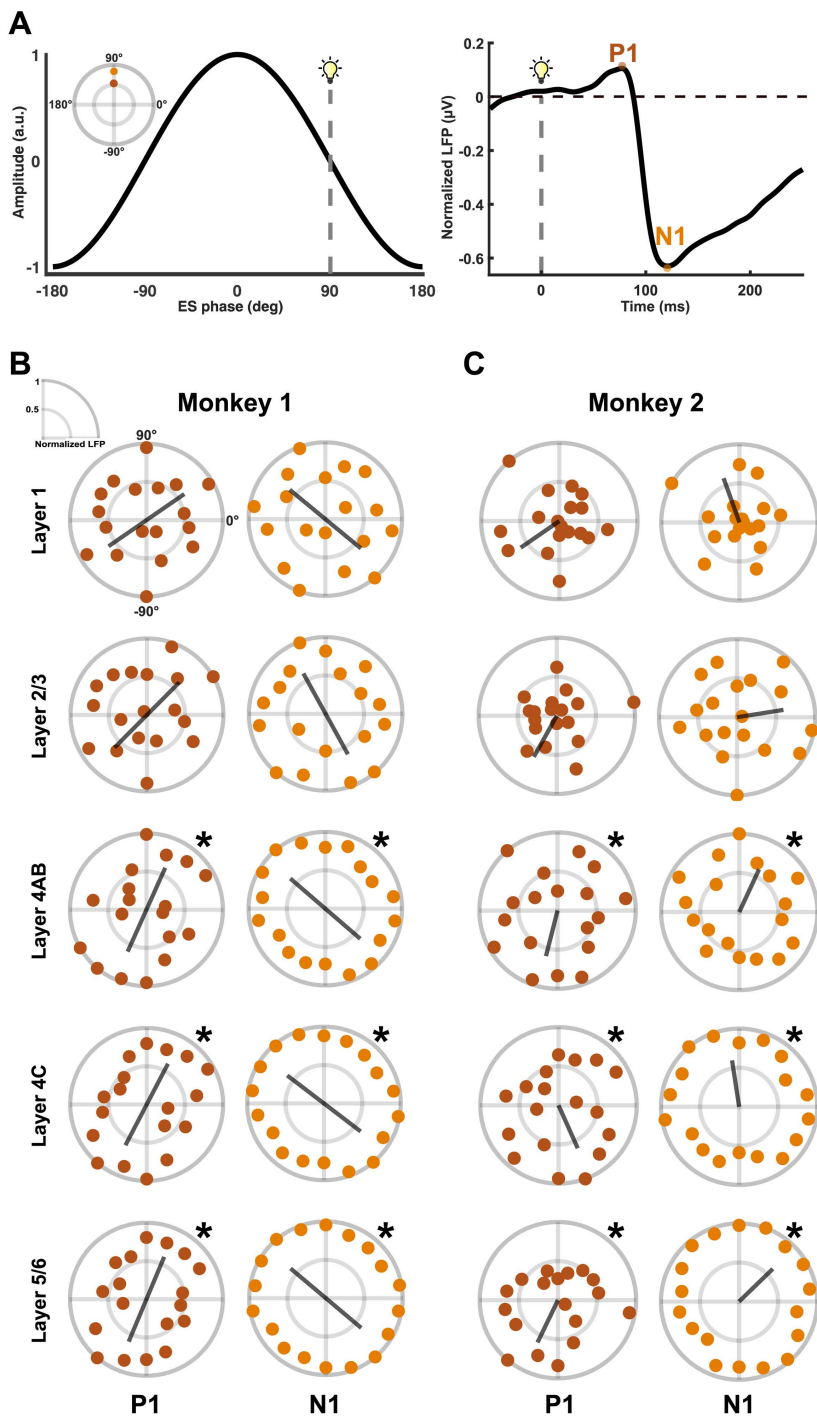 A
90°
180°
0°
-90°
1
0
-1
Amplitude (a.u.)
-180
-90
0
90
180
ES phase (deg)
P1
N1
0.2
0
-0.2
-0.4
-0.6
Normalized LFP (µV)
0
100
200
Time (ms)
B
1
0.5
Normalized LFP
Monkey 1
C
Monkey 2
90°
0°
-90°
Layer 1
Layer 2/3
Layer 4AB
*
*
*
*
Layer 4C
*
*
*
*
Layer 5/6
*
*
*
*
P1
N1
P1
N1